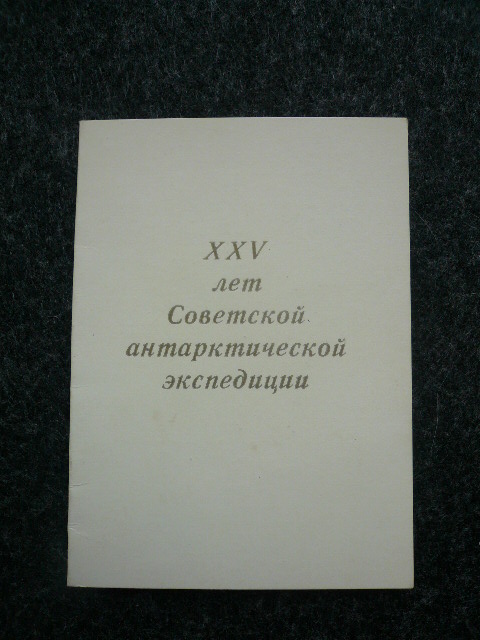 XXV
лет
Советской
антарктической
экспедиции